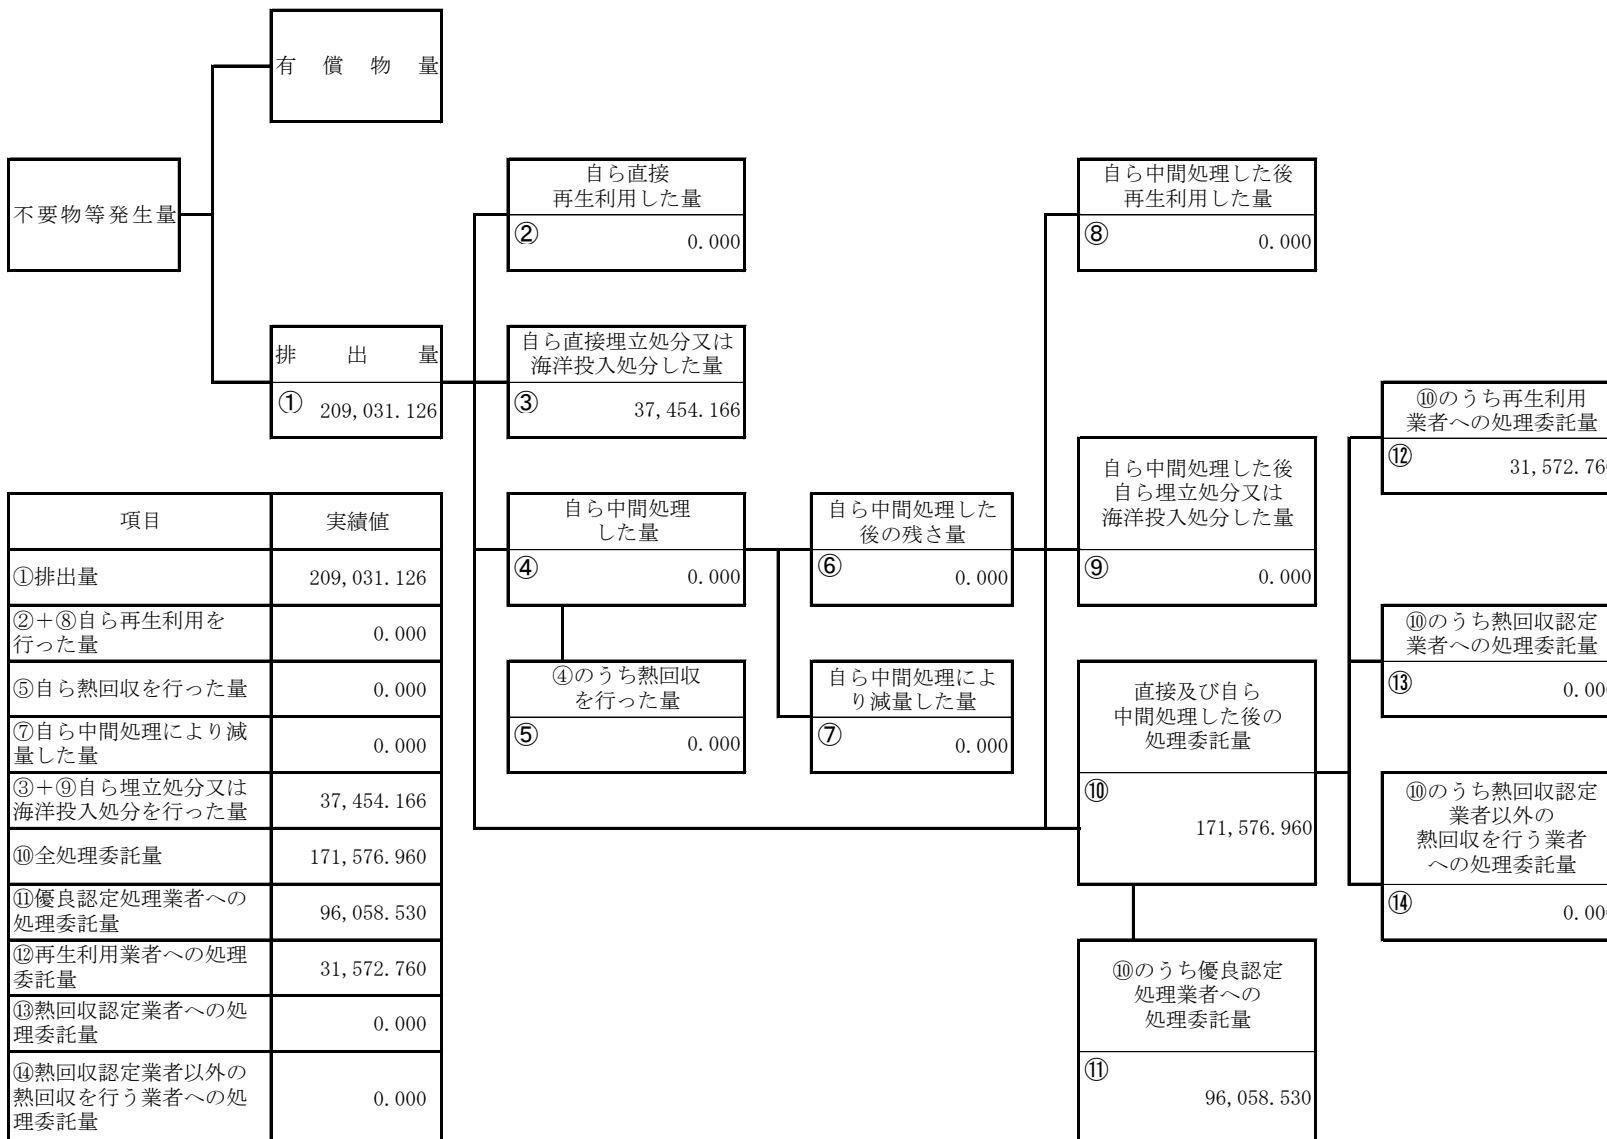 有償物量
不要物等発生量
排出量
① 209,031.126
自ら直接
再生利用した量
② 0.000
自ら直接埋立処分又は
海洋投入処分した量
③ 37,454.166
自ら中間処理
した量
④ 0.000
④のうち熱回収
を行った量
⑤ 0.000
自ら中間処理した
後の残さ量
⑥ 0.000
自ら中間処理によ
り減量した量
⑦ 0.000
自ら中間処理した後
再生利用した量
⑧ 0.000
自ら中間処理した後
自ら埋立処分又は
海洋投入処分した量
⑨ 0.000
直接及び自ら
中間処理した後の
処理委託量
⑩
171,576.960
⑩のうち優良認定
処理業者への
処理委託量
⑪
96,058.530
⑩のうち再生利用
業者への処理委託量
⑫ 31,572.760
⑩のうち熱回収認定
業者への処理委託量
⑬ 0.00
⑩のうち熱回収認定
業者以外の
熱回収を行う業者
への処理委託量
⑭ 0.00
項目 実績値
①排出量 209,031.126
②＋⑧自ら再生利用を
行った量 0.000
⑤自ら熱回収を行った量 0.000
⑦自ら中間処理により減
量した量 0.000
③＋⑨自ら埋立処分又は
海洋投入処分を行った量 37,454.166
⑩全処理委託量 171,576.960
⑪優良認定処理業者への
処理委託量 96,058.530
⑫再生利用業者への処理
委託量 31,572.760
⑬熱回収認定業者への処
理委託量 0.000
⑭熱回収認定業者以外の
熱回収を行う業者への処
理委託量 0.000